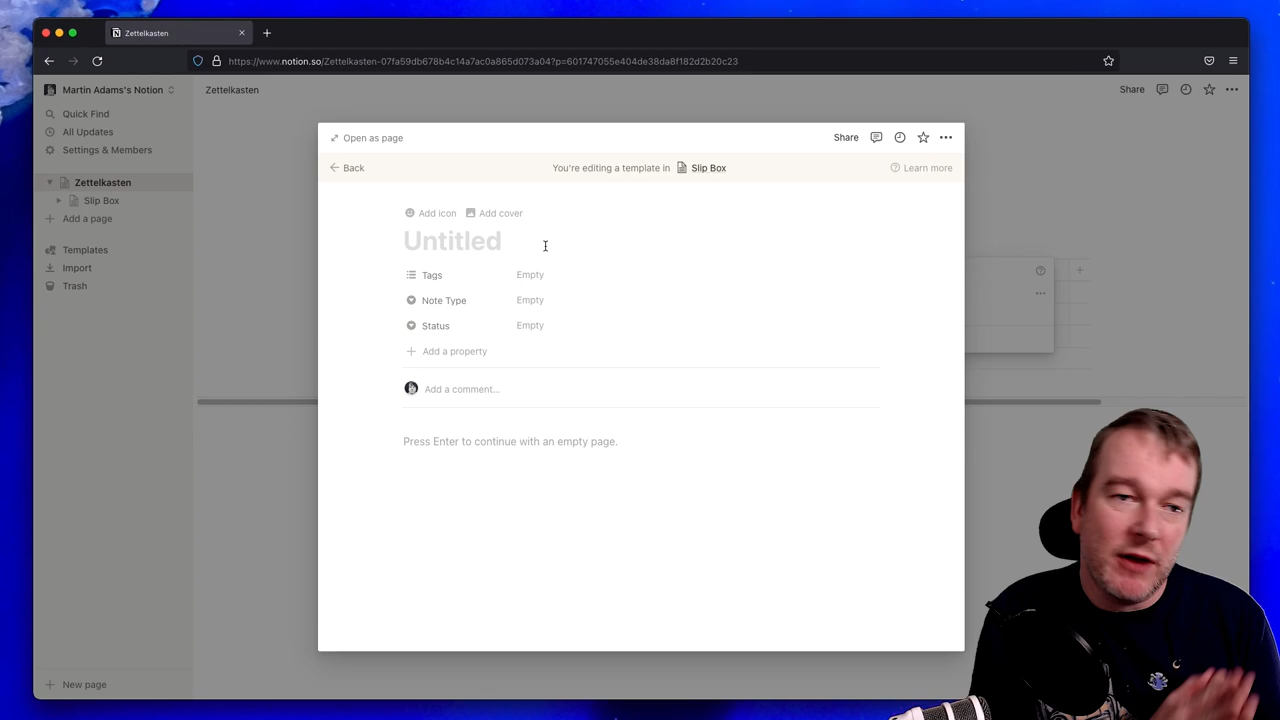 Zettelkasten
https://www.notion.so/Zettelkasten-07fa59db678b4c14a7ac0a865d073a04?p=601747055e404de38da8f182d2b20c23
Martin Adams's Notion
Zettelkasten
Share
Quick Find
All Updates
Settings & Members
Zettelkasten
Slip Box
Add a page
Templates
Import
Trash
New page
Open as page
Share
Back
You're editing a template in Slip Box
Learn more
Add icon
Add cover
Untitled
Tags Empty
Note Type Empty
Status Empty
Add a property
Add a comment...
Press Enter to continue with an empty page.